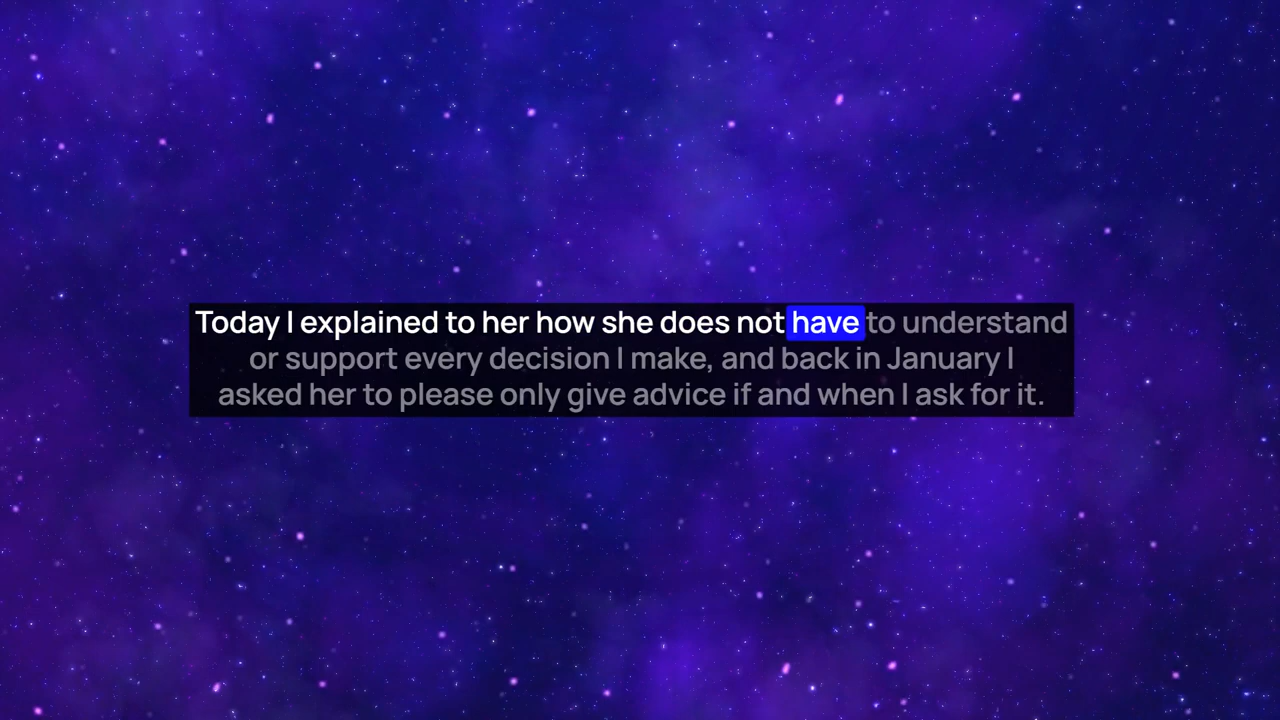 Today I explained to her how she does not have to understand
or support every decision I make, and back in January I
asked her to please only give advice if and when I ask for it.